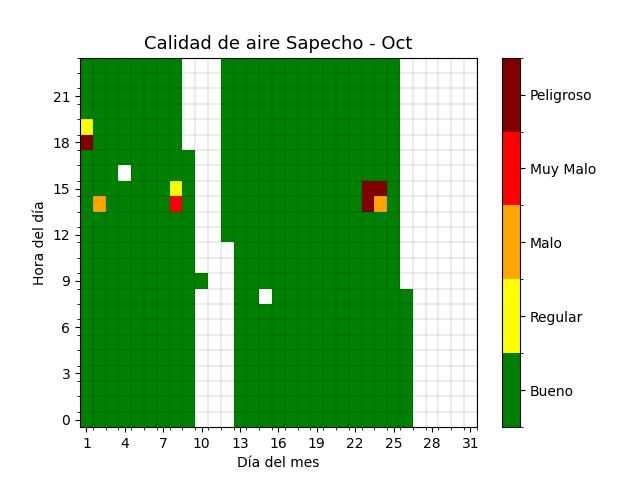 Calidad de aire Sapecho - Oct
Hora del día
21
18
15
12
9
6
3
0
1 4 7 10 13 16 19 22 25 28 31
Día del mes
Peligroso
Muy Malo
Malo
Regular
Bueno